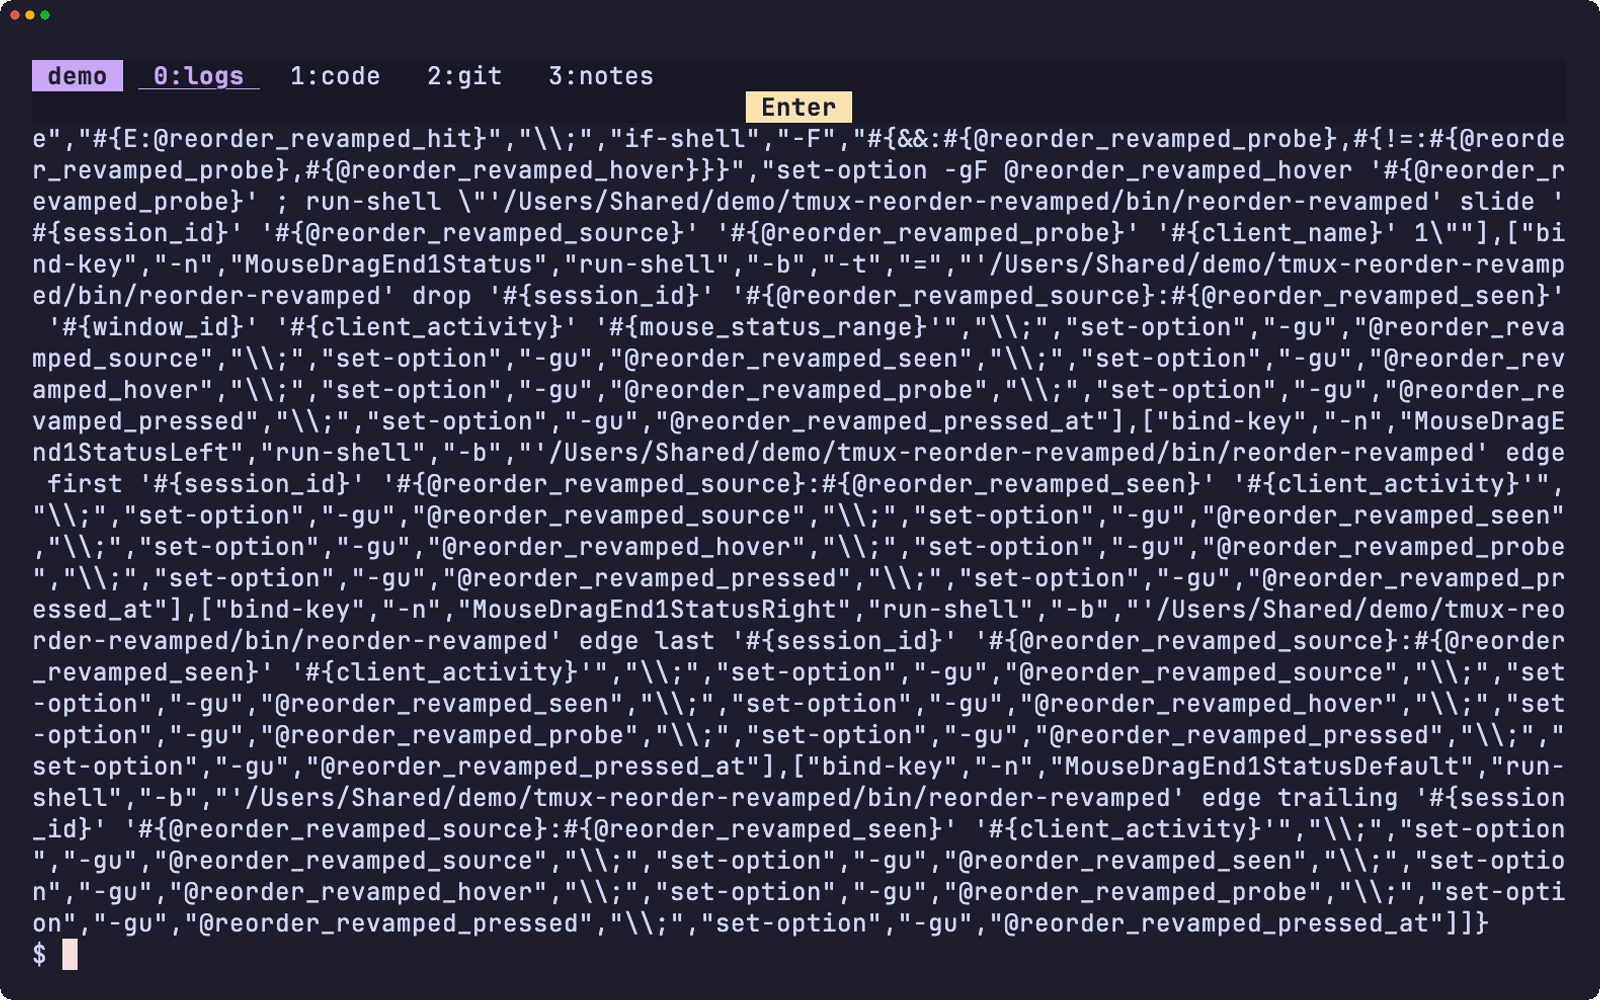 demo 0:logs 1:code 2:git 3:notes
Enter
e","#{E:@reorder_revamped_hit}","\\;","if-shell","-F","#{&&:#{@reorder_revamped_probe},#{!=:#{@reorde
r_revamped_probe},#{@reorder_revamped_hover}}}","set-option -gF @reorder_revamped_hover '#{@reorder_r
evamped_probe}' ; run-shell \"'/Users/Shared/demo/tmux-reorder-revamped/bin/reorder-revamped' slide '
#{session_id}' '#{@reorder_revamped_source}' '#{@reorder_revamped_probe}' '#{client_name}' 1\""],["bi
nd-key","-n","MouseDragEnd1Status","run-shell","-b","-t","=","'/Users/Shared/demo/tmux-reorder-revamp
ed/bin/reorder-revamped' drop '#{session_id}' '#{@reorder_revamped_source}:#{@reorder_revamped_seen}'
 '#{window_id}' '#{client_activity}' '#{mouse_status_range}'","\\;","set-option","-gu","@reorder_reva
mped_source","\\;","set-option","-gu","@reorder_revamped_seen","\\;","set-option","-gu","@reorder_rev
amped_hover","\\;","set-option","-gu","@reorder_revamped_probe","\\;","set-option","-gu","@reorder_re
vamped_pressed","\\;","set-option","-gu","@reorder_revamped_pressed_at"],["bind-key","-n","MouseDragE
nd1StatusLeft","run-shell","-b","'/Users/Shared/demo/tmux-reorder-revamped/bin/reorder-revamped' edge
 first '#{session_id}' '#{@reorder_revamped_source}:#{@reorder_revamped_seen}' '#{client_activity}'",
"\\;","set-option","-gu","@reorder_revamped_source","\\;","set-option","-gu","@reorder_revamped_seen"
,"\\;","set-option","-gu","@reorder_revamped_hover","\\;","set-option","-gu","@reorder_revamped_probe
","\\;","set-option","-gu","@reorder_revamped_pressed","\\;","set-option","-gu","@reorder_revamped_pr
essed_at"],["bind-key","-n","MouseDragEnd1StatusRight","run-shell","-b","'/Users/Shared/demo/tmux-reo
rder-revamped/bin/reorder-revamped' edge last '#{session_id}' '#{@reorder_revamped_source}:#{@reorder
_revamped_seen}' '#{client_activity}'","\\;","set-option","-gu","@reorder_revamped_source","\\;","set
-option","-gu","@reorder_revamped_seen","\\;","set-option","-gu","@reorder_revamped_hover","\\;","set
-option","-gu","@reorder_revamped_probe","\\;","set-option","-gu","@reorder_revamped_pressed","\\;","
set-option","-gu","@reorder_revamped_pressed_at"],["bind-key","-n","MouseDragEnd1StatusDefault","run-
shell","-b","'/Users/Shared/demo/tmux-reorder-revamped/bin/reorder-revamped' edge trailing '#{session
_id}' '#{@reorder_revamped_source}:#{@reorder_revamped_seen}' '#{client_activity}'","\\;","set-option
","-gu","@reorder_revamped_source","\\;","set-option","-gu","@reorder_revamped_seen","\\;","set-optio
n","-gu","@reorder_revamped_hover","\\;","set-option","-gu","@reorder_revamped_probe","\\;","set-opti
on","-gu","@reorder_revamped_pressed","\\;","set-option","-gu","@reorder_revamped_pressed_at"]]}
$